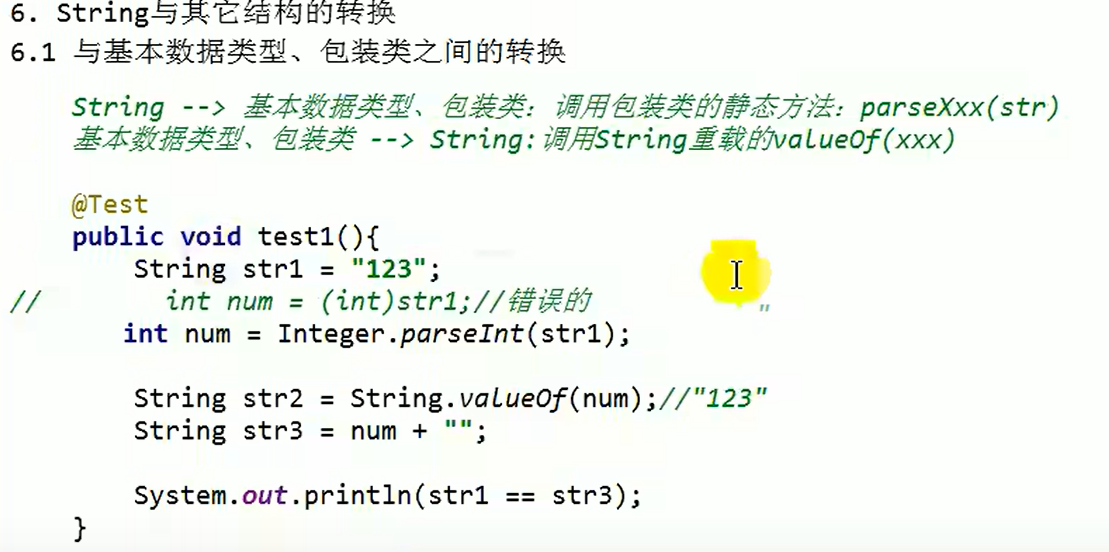 6. String与其它结构的转换
6.1 与基本数据类型、包装类之间的转换
String --> 基本数据类型、包装类：调用包装类的静态方法：parseXxx(str)
基本数据类型、包装类 --> String:调用String重载的valueOf(xxx)
@Test
public void test1(){
String str1 = "123";
// int num = (int)str1;//错误的
int num = Integer.parseInt(str1);
String str2 = String.valueOf(num);//"123"
String str3 = num + "";
System.out.println(str1 == str3);
}